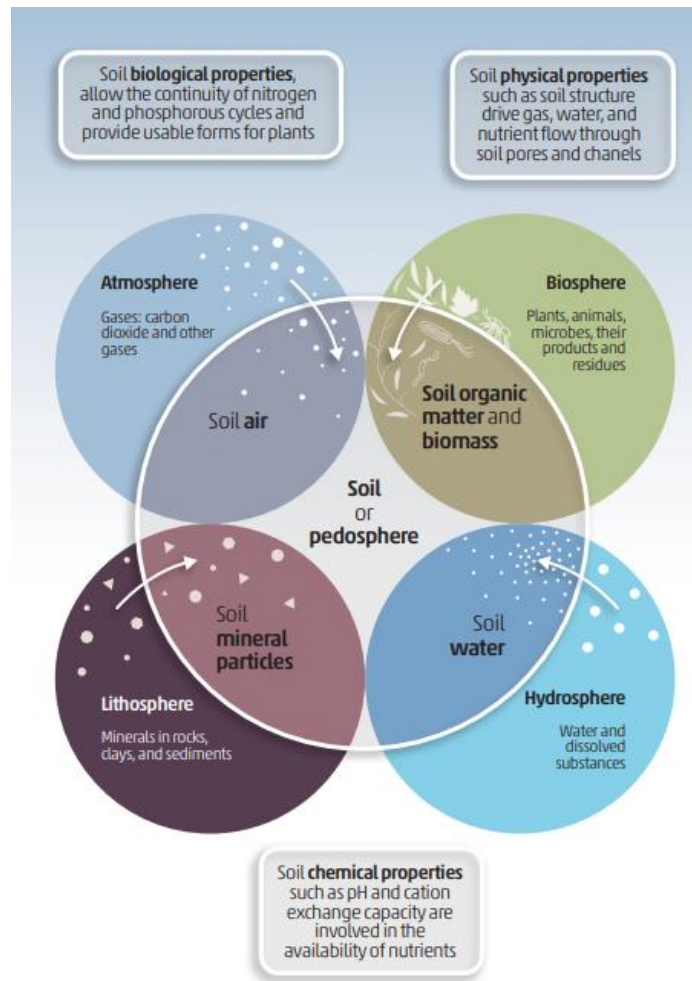 Soil biological properties,
allow the continuity of nitrogen
and phosphorous cycles and
provide usable forms for plants
Soil physical properties
such as soil structure
drive gas, water, and
nutrient flow through
soil pores and chanels
Atmosphere
Gases: carbon
dioxide and other
gases
Biosphere
Plants, animals,
microbes, their
products and
residues
Soil air
Soil organic
matter and
biomass
Soil
or
pedosphere
Soil
mineral
particles
Soil
water
Lithosphere
Minerals in rocks,
clays, and sediments
Hydrosphere
Water and
dissolved
substances
Soil chemical properties
such as pH and cation
exchange capacity are
involved in the
availability of nutrients